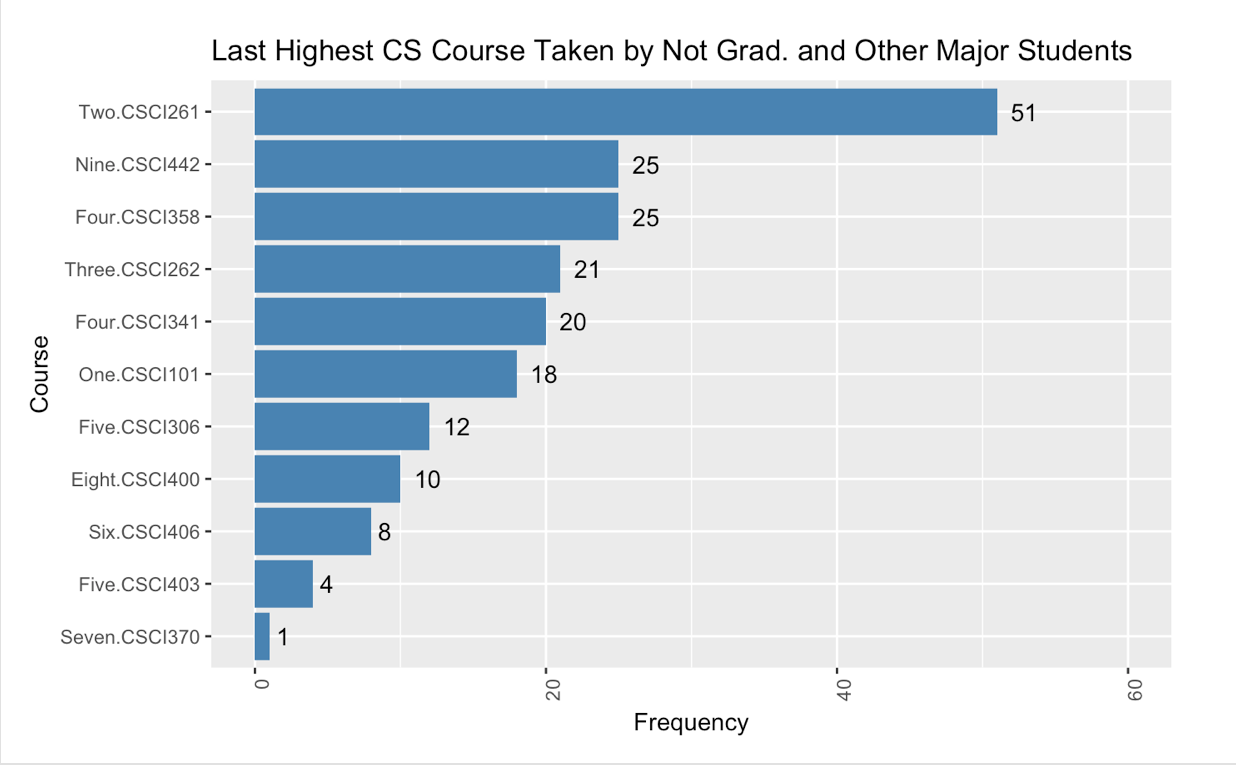 Last Highest CS Course Taken by Not Grad. and Other Major Students
Course
Two.CSCI261 51
Nine.CSCI442 25
Four.CSCI358 25
Three.CSCI262 21
Four.CSCI341 20
One.CSCI101 18
Five.CSCI306 12
Eight.CSCI400 10
Six.CSCI406 8
Five.CSCI403 4
Seven.CSCI370 1
0 20 40 60
Frequency